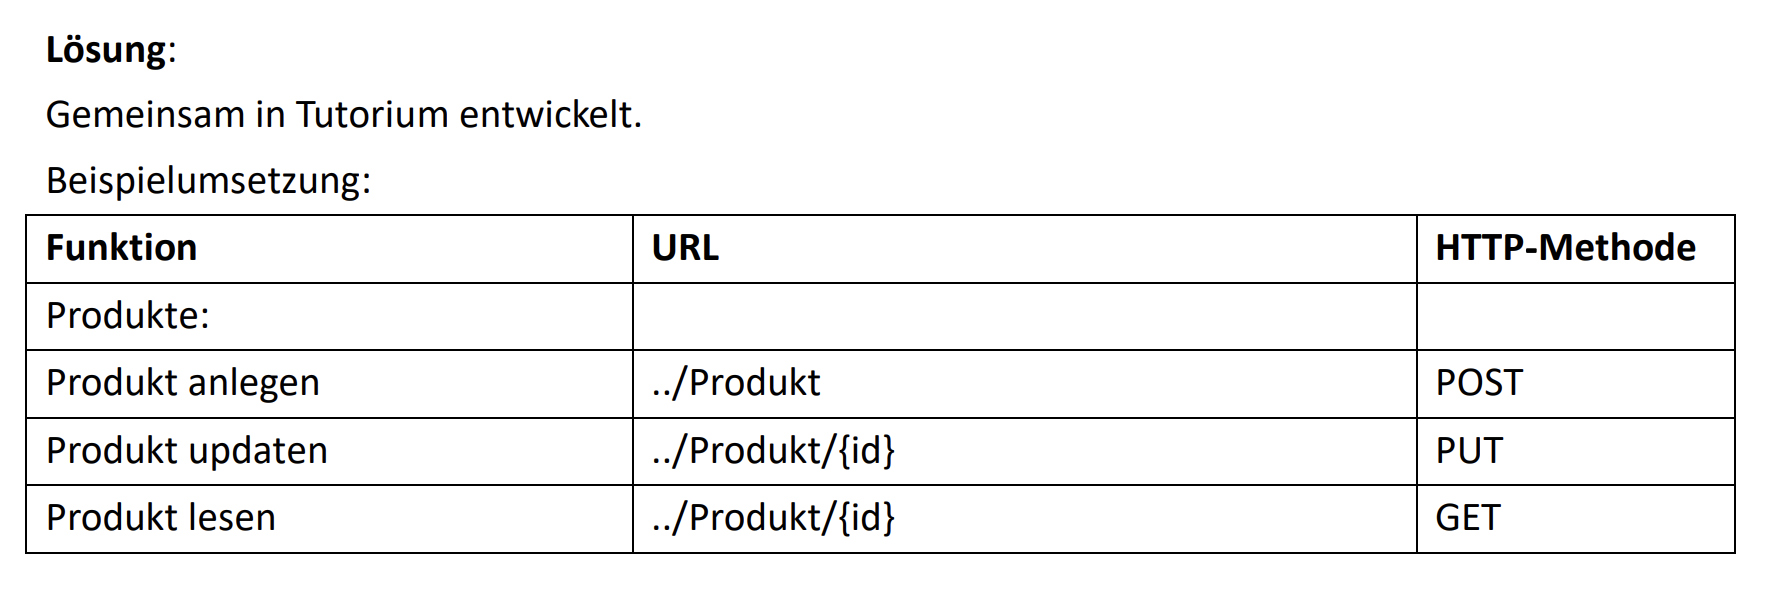 Lösung:
Gemeinsam in Tutorium entwickelt.
Beispielumsetzung:
Funktion URL HTTP-Methode
Produkte:
Produkt anlegen ../Produkt POST
Produkt updaten ../Produkt/{id} PUT
Produkt lesen ../Produkt/{id} GET